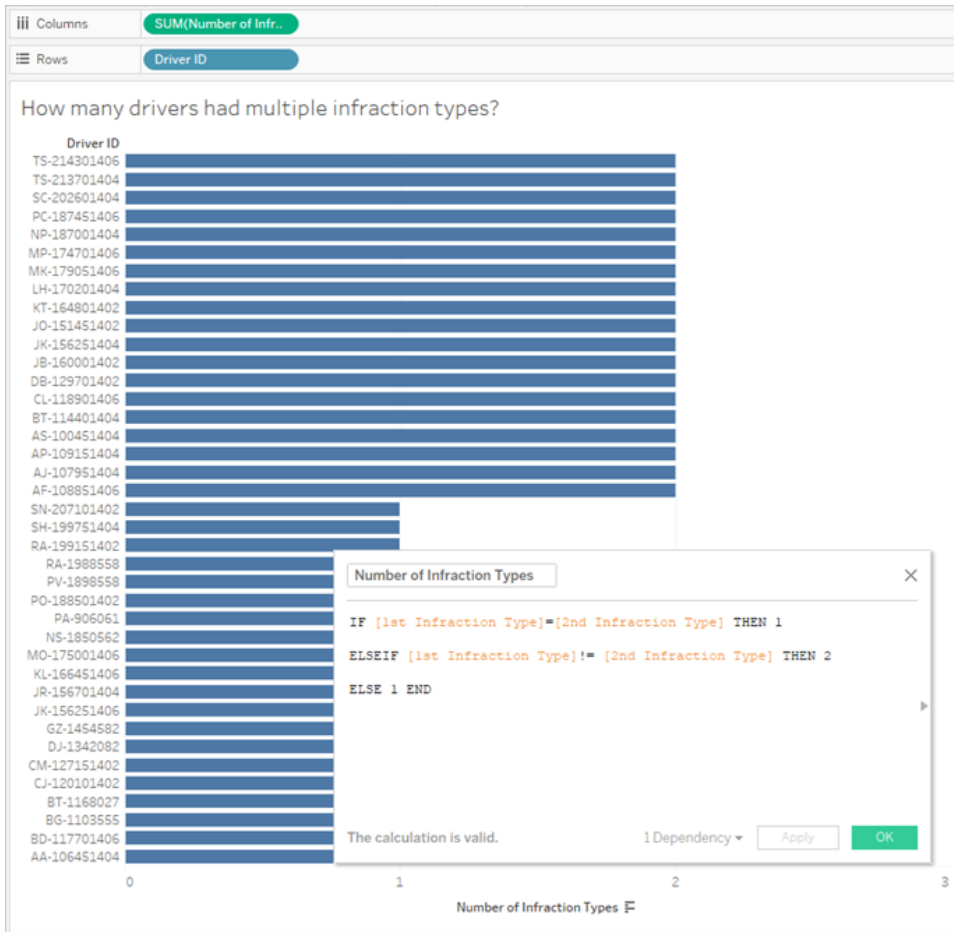 Columns SUM(Number of Infr..
Rows Driver ID
How many drivers had multiple infraction types?
Driver ID
TS-214301406
TS-213701404
SC-202601404
PC-187451406
NP-187001404
MP-174701406
MK-179051406
LH-170201404
KT-164801402
JO-151451402
JK-156251404
JB-160001402
DB-129701402
CL-118901406
BT-114401404
AS-100451404
AP-109151404
AJ-107951404
AF-108851406
SN-207101402
SH-199751404
RA-199151402
RA-1988558
PV-1898558
PO-188501402
PA-906061
NS-1850562
MO-175001406
KL-166451406
JR-156701404
JK-156251406
GZ-1454582
DJ-1342082
CM-127151402
CJ-120101402
BT-1168027
BG-1103555
BD-117701406
AA-106451404
Number of Infraction Types
IF [1st Infraction Type]=[2nd Infraction Type] THEN 1
ELSEIF [1st Infraction Type]!= [2nd Infraction Type] THEN 2
ELSE 1 END
The calculation is valid. 1 Dependency Apply OK
0 1 2 3
Number of Infraction Types